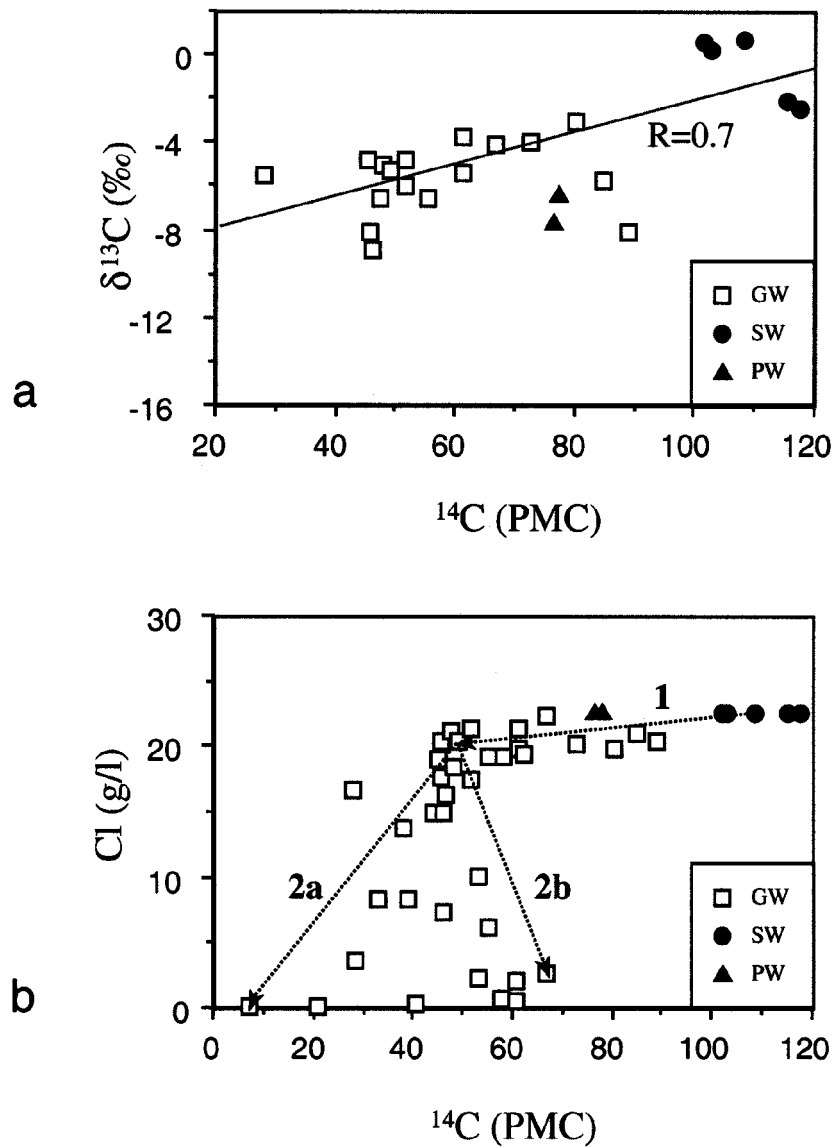 0
-4
-8
-12
-16
δ¹³C (‰)
R=0.7
GW
SW
PW
a
20 40 60 80 100 120
¹⁴C (PMC)
30
20
10
0
Cl (g/l)
1
2a
2b
GW
SW
PW
b
0 20 40 60 80 100 120
¹⁴C (PMC)